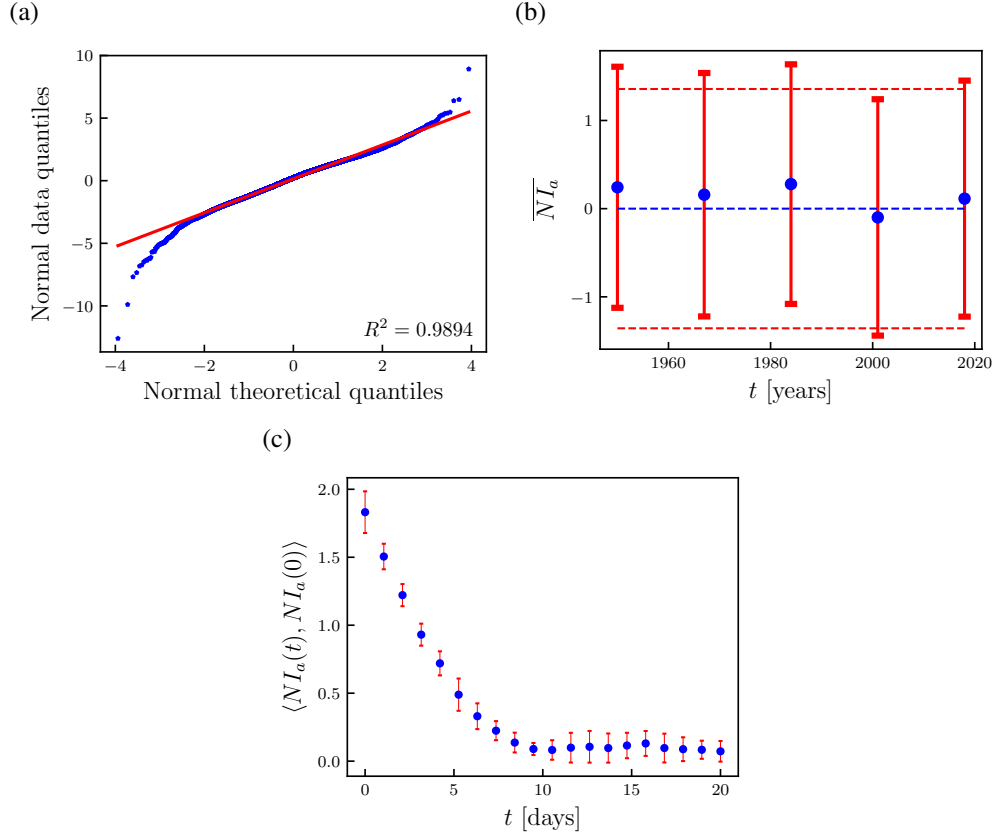 (a)
Normal data quantiles
10
5
0
−5
−10
R² = 0.9894
−4
−2
0
2
4
Normal theoretical quantiles
(b)
$\overline{NI_a}$
1
0
−1
1960
1980
2000
2020
t [years]
(c)
⟨NI_a(t), NI_a(0)⟩
2.0
1.5
1.0
0.5
0.0
0
5
10
15
20
t [days]